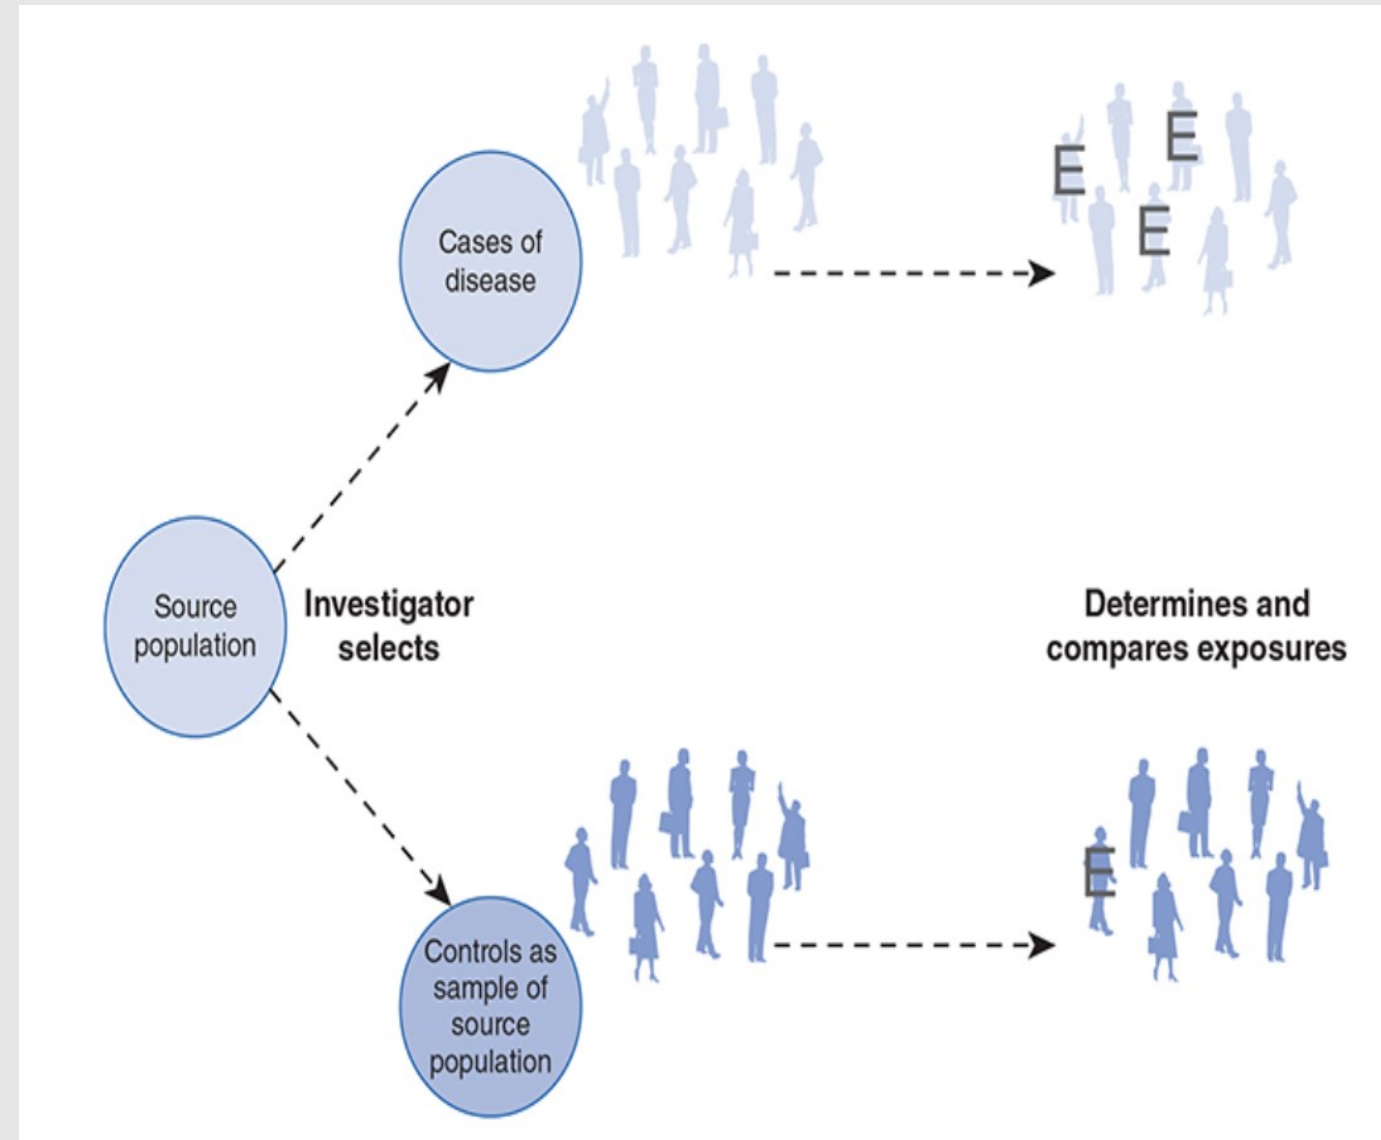 Cases of
disease
E
E
E
Source
population
Investigator
selects
Determines and
compares exposures
Controls as
sample of
source
population
E